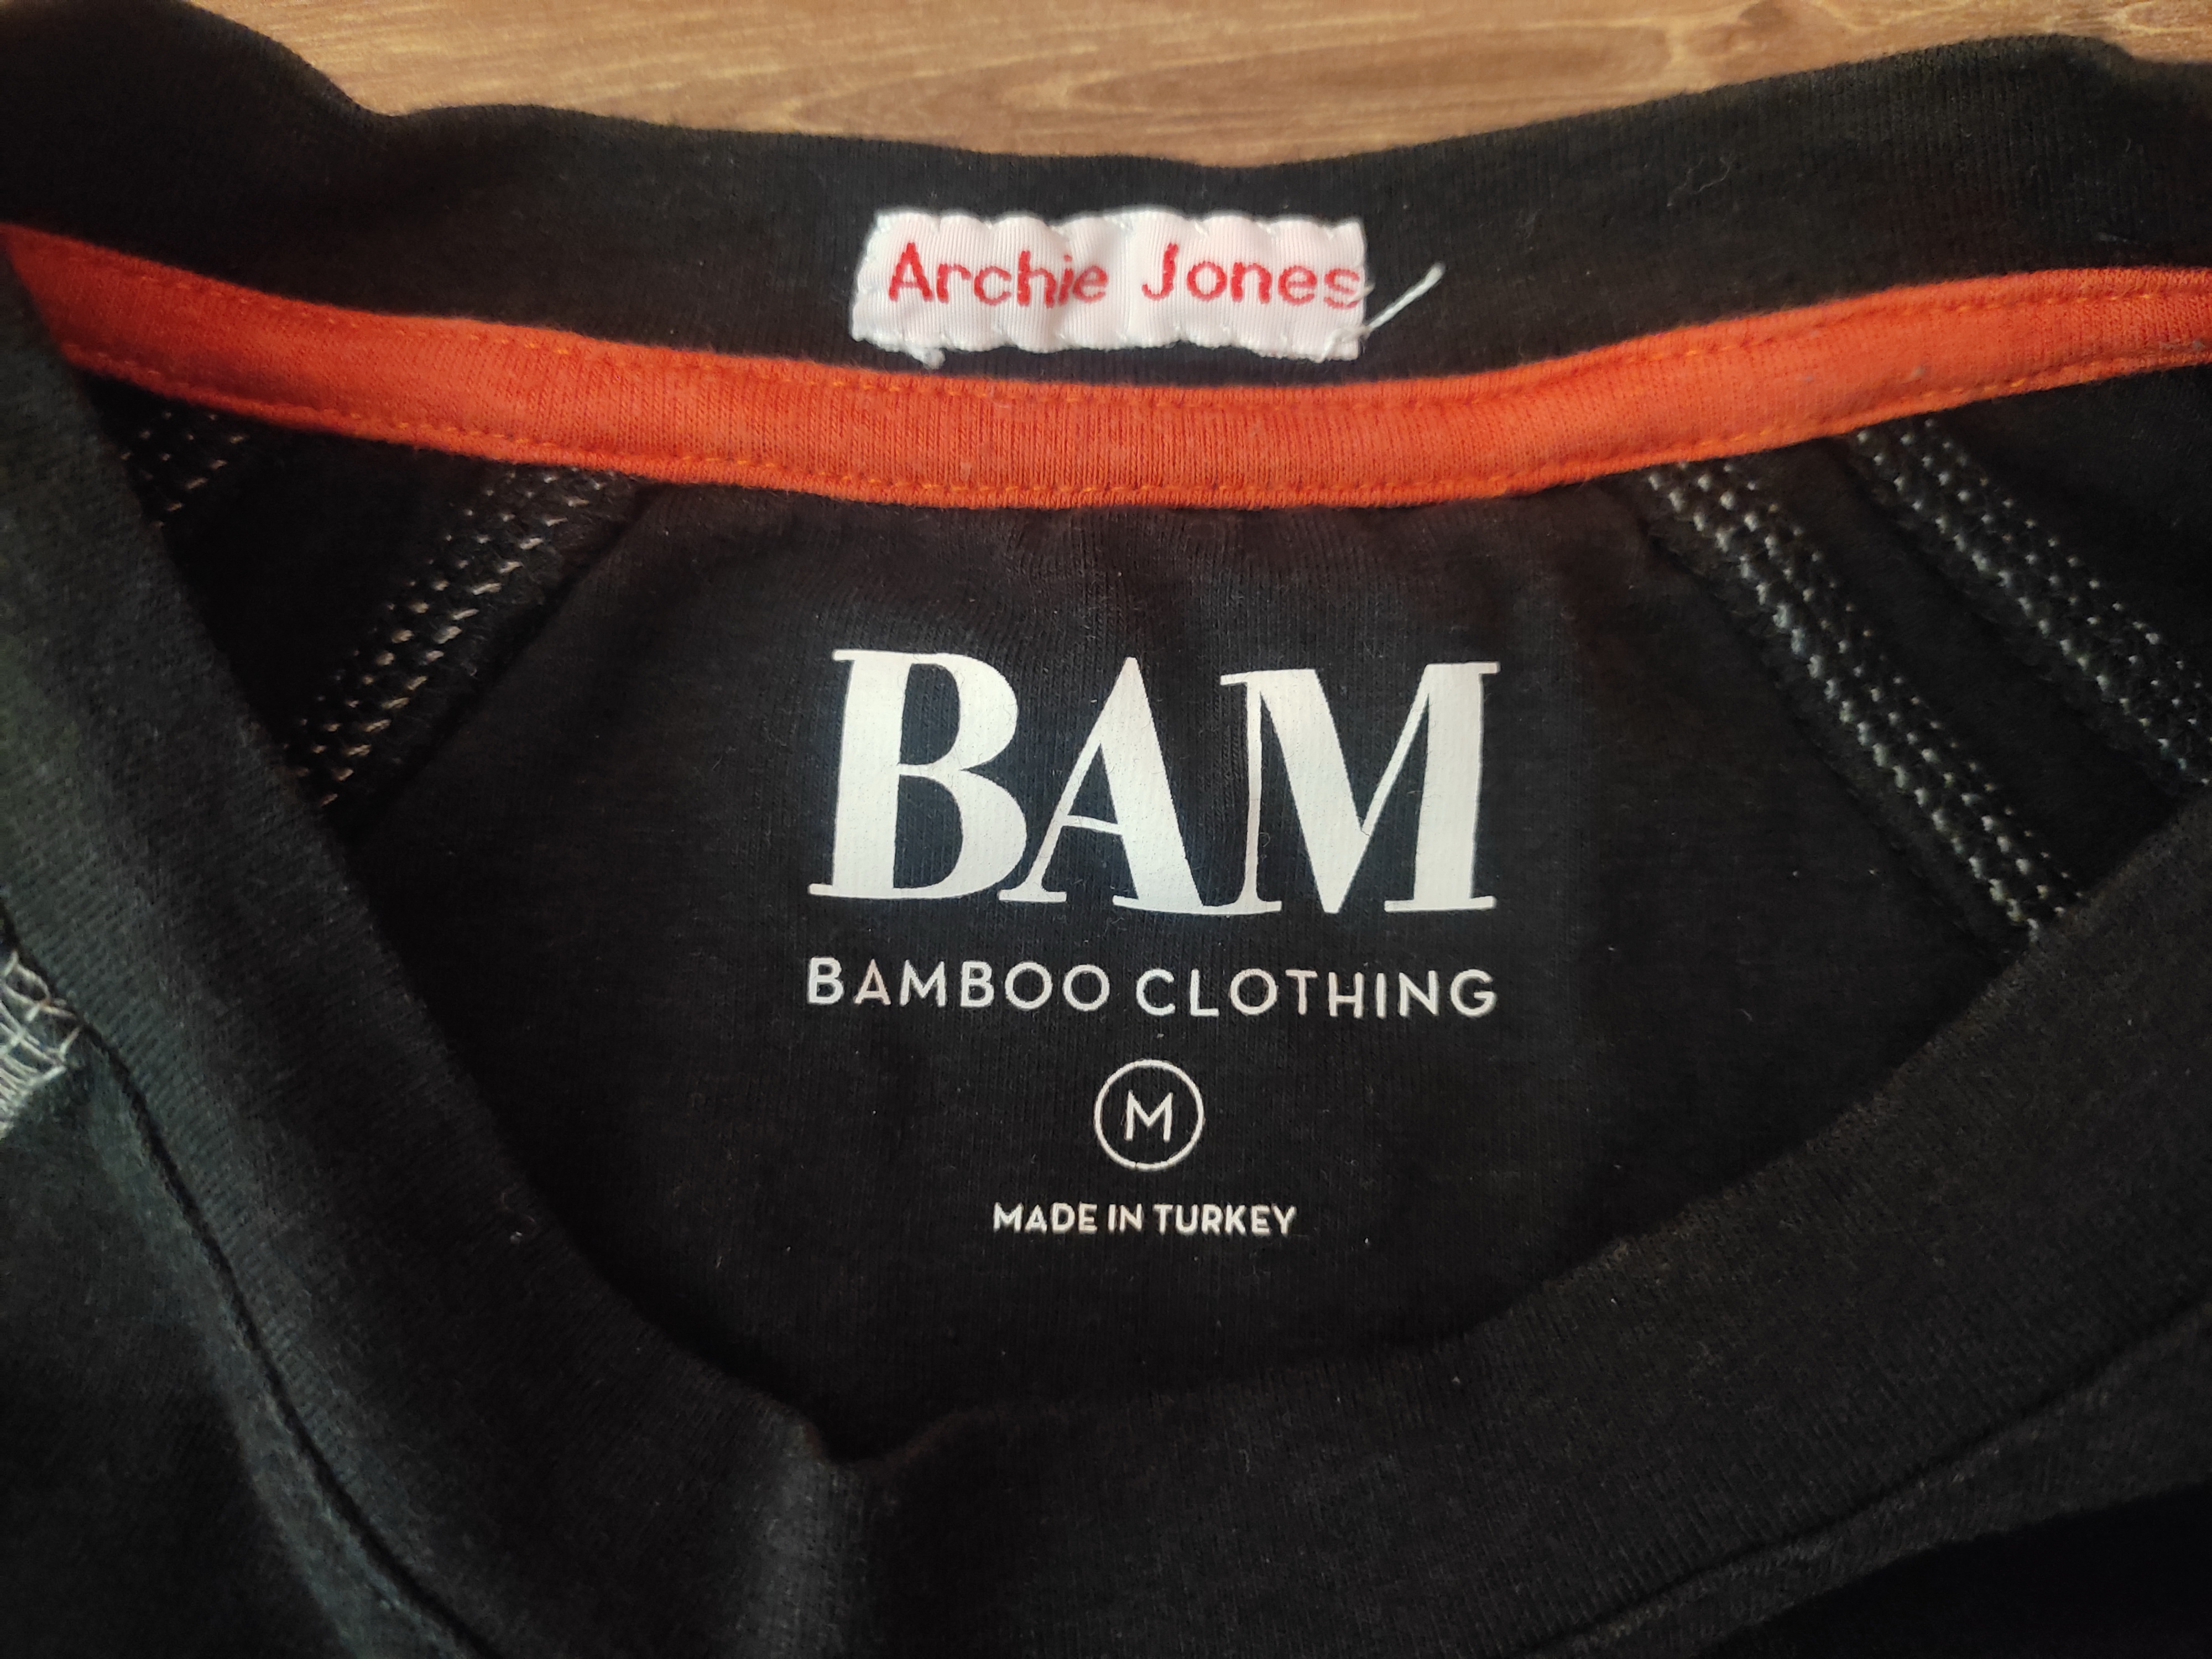 Archie Jones
BAM
BAMBOO CLOTHING
M
MADE IN TURKEY